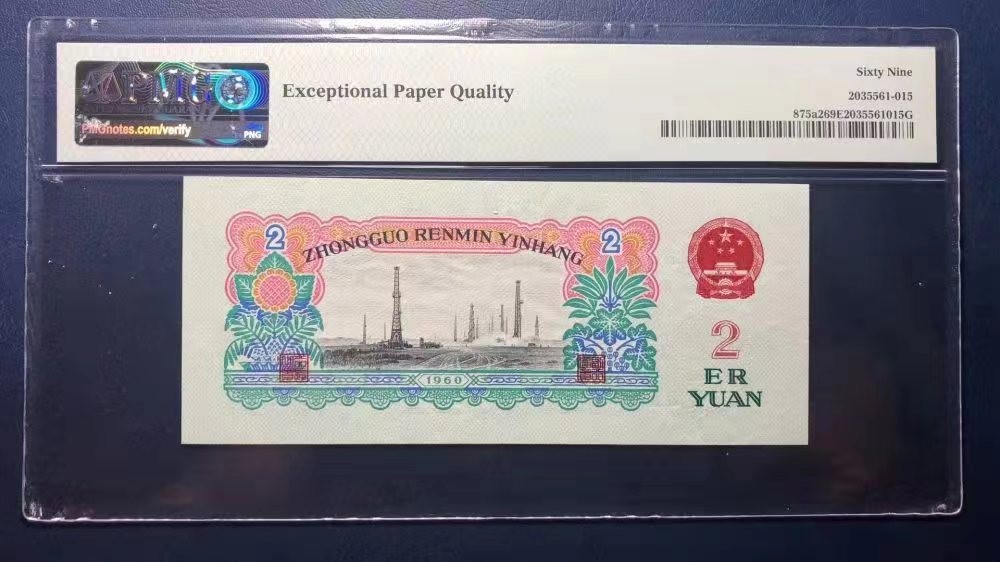 PMG
PMGnotes.com/verify
PNG
Exceptional Paper Quality
Sixty Nine
2035561-015
875a269E2035561015G
2
ZHONGGUO RENMIN YINHANG
2
1960
2
ER
YUAN